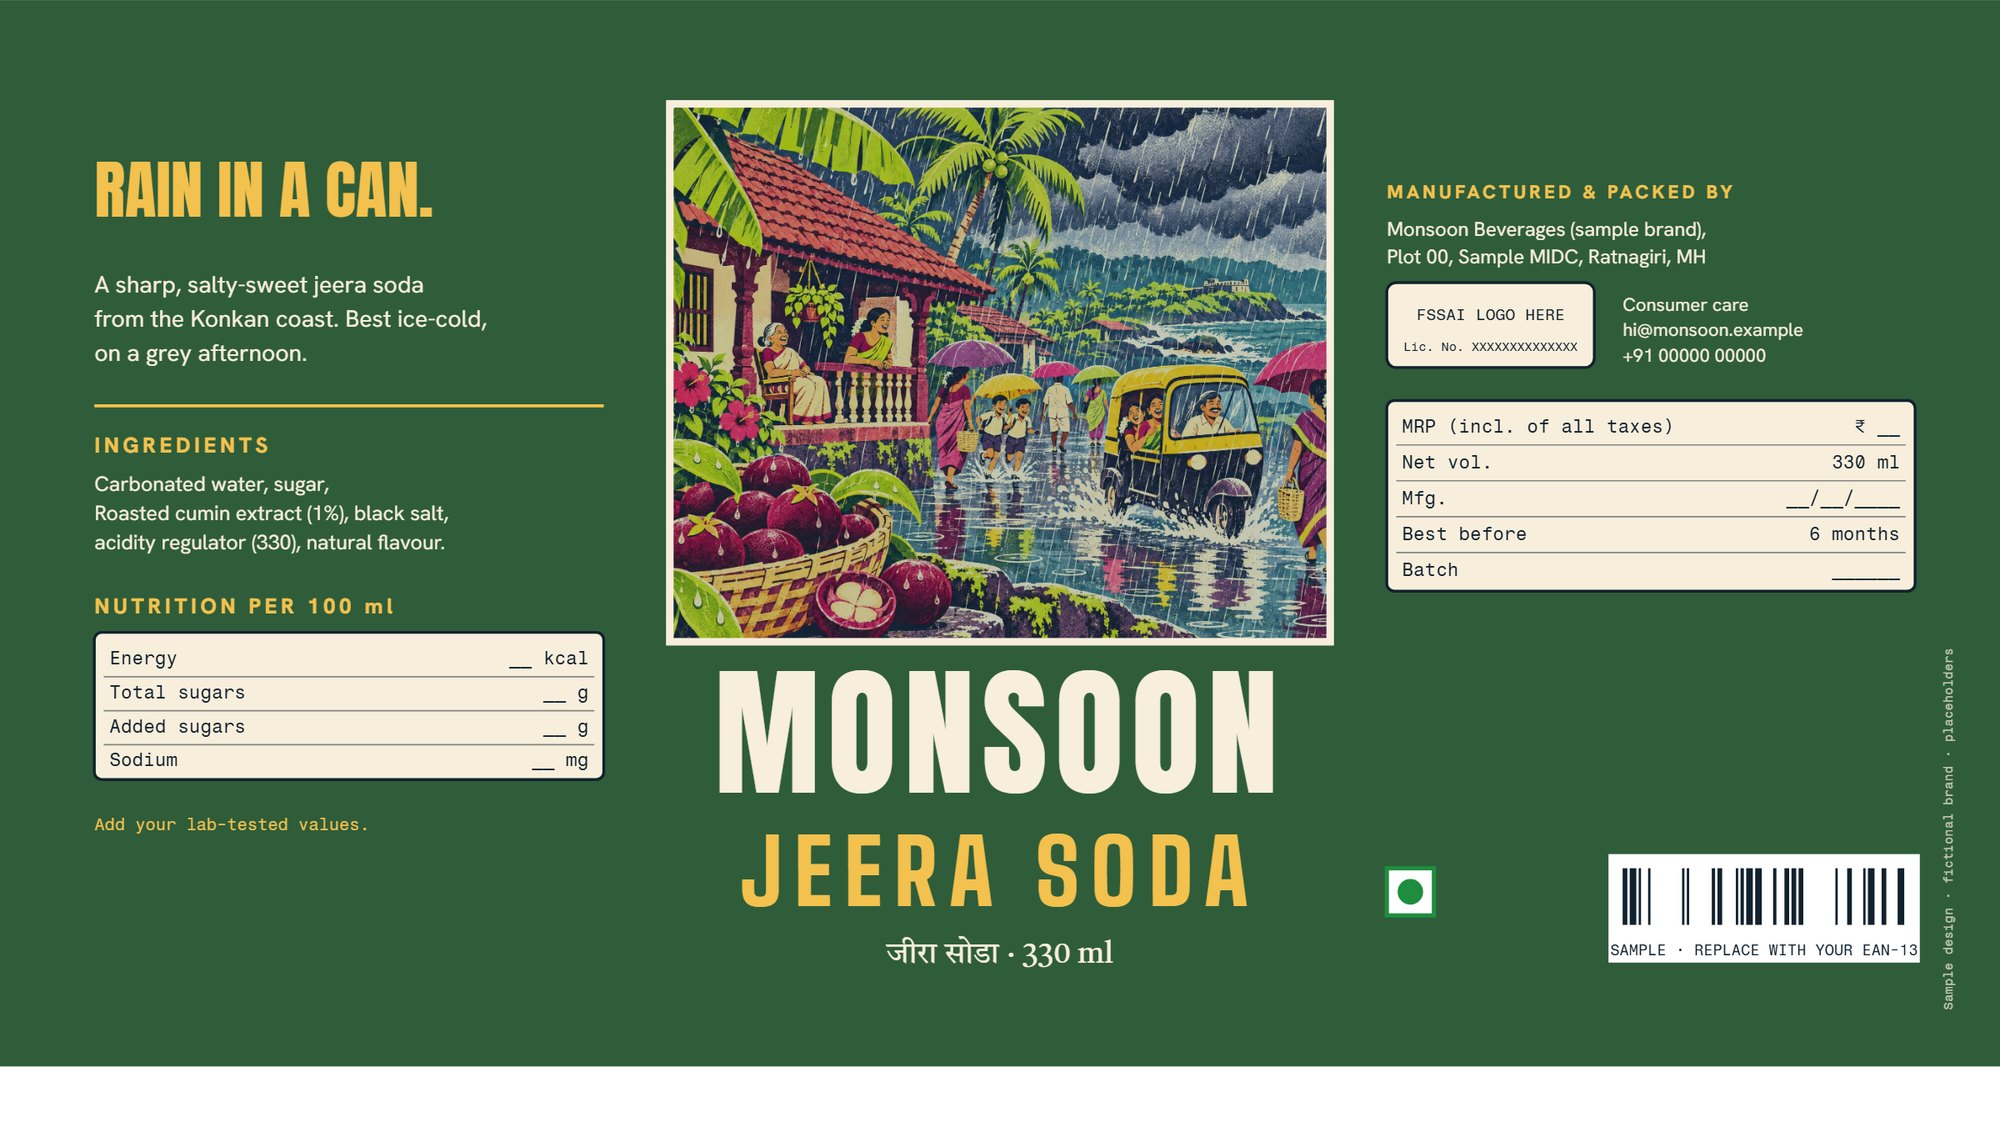 RAIN IN A CAN.
A sharp, salty-sweet jeera soda
from the Konkan coast. Best ice-cold,
on a grey afternoon.
INGREDIENTS
Carbonated water, sugar,
Roasted cumin extract (1%), black salt,
acidity regulator (330), natural flavour.
NUTRITION PER 100 ml
Energy __ kcal
Total sugars __ g
Added sugars __ g
Sodium __ mg
Add your lab-tested values.
MONSOON
JEERA SODA
जीरा सोडा · 330 ml
MANUFACTURED & PACKED BY
Monsoon Beverages (sample brand),
Plot 00, Sample MIDC, Ratnagiri, MH
FSSAI LOGO HERE
Lic. No. XXXXXXXXXXXXXX
Consumer care
hi@monsoon.example
+91 00000 00000
MRP (incl. of all taxes) ₹ __
Net vol. 330 ml
Mfg. __/__/____
Best before 6 months
Batch ______
SAMPLE · REPLACE WITH YOUR EAN-13
Sample design · fictional brand · placeholders